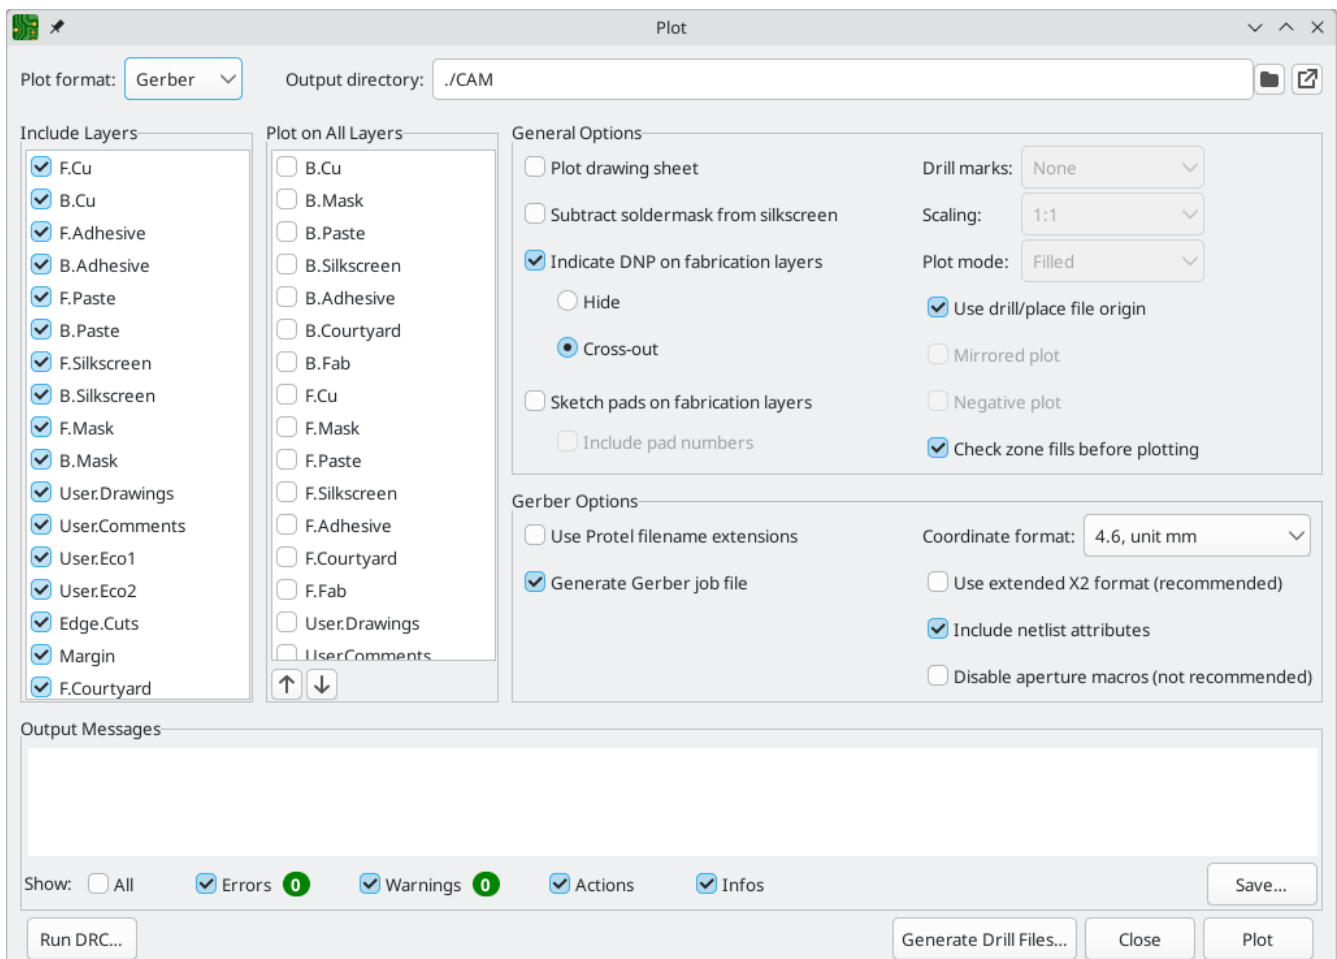 Plot
Plot format: Gerber Output directory: ./CAM
Include Layers
F.Cu
B.Cu
F.Adhesive
B.Adhesive
F.Paste
B.Paste
F.Silkscreen
B.Silkscreen
F.Mask
B.Mask
User.Drawings
User.Comments
User.Eco1
User.Eco2
Edge.Cuts
Margin
F.Courtyard
Plot on All Layers
B.Cu
B.Mask
B.Paste
B.Silkscreen
B.Adhesive
B.Courtyard
B.Fab
F.Cu
F.Mask
F.Paste
F.Silkscreen
F.Adhesive
F.Courtyard
F.Fab
User.Drawings
User.Comments
General Options
Plot drawing sheet
Subtract soldermask from silkscreen
Indicate DNP on fabrication layers
Hide
Cross-out
Sketch pads on fabrication layers
Include pad numbers
Drill marks: None
Scaling: 1:1
Plot mode: Filled
Use drill/place file origin
Mirrored plot
Negative plot
Check zone fills before plotting
Gerber Options
Use Protel filename extensions
Generate Gerber job file
Coordinate format: 4.6, unit mm
Use extended X2 format (recommended)
Include netlist attributes
Disable aperture macros (not recommended)
Output Messages
Show: All Errors 0 Warnings 0 Actions Infos Save...
Run DRC... Generate Drill Files... Close Plot